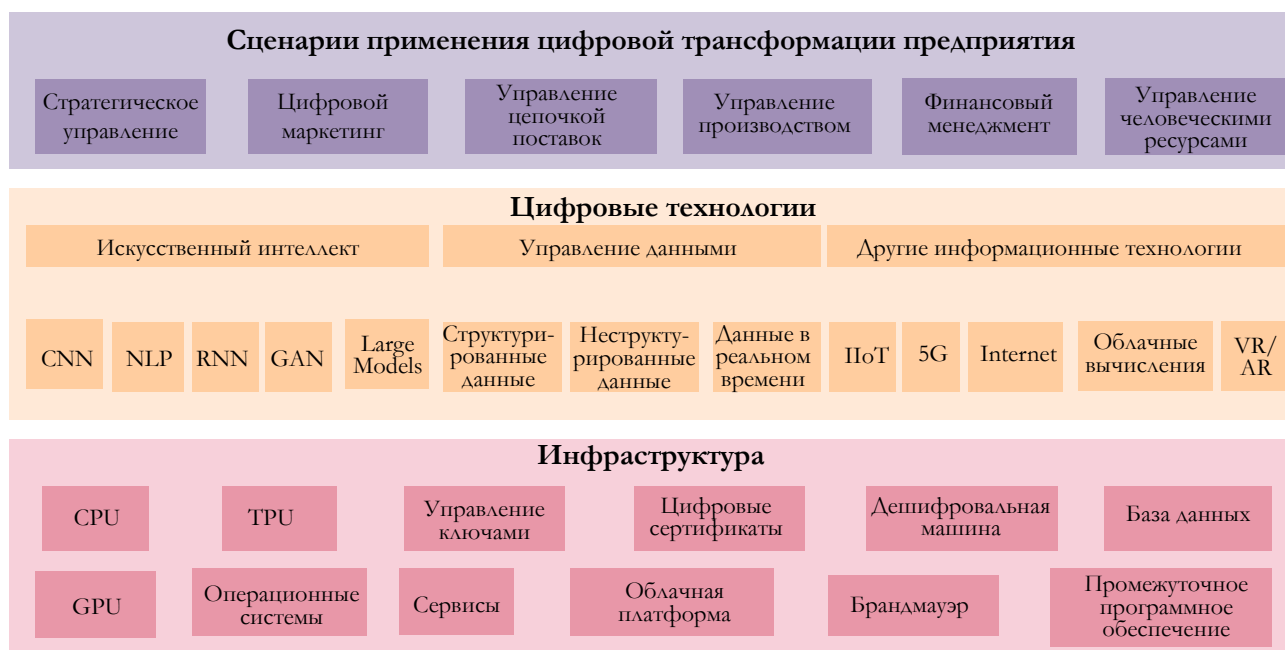 Сценарии применения цифровой трансформации предприятия
Стратегическое
управление
Цифровой
маркетинг
Управление
цепочкой
поставок
Управление
производством
Финансовый
менеджмент
Управление
человеческими
ресурсами
Цифровые технологии
Искусственный интеллект
Управление данными
Другие информационные технологии
CNN
NLP
RNN
GAN
Large
Models
Структури-
рованные
данные
Неструкту-
рированные
данные
Данные в
реальном
времени
IIoT
5G
Internet
Облачные
вычисления
VR/
AR
Инфраструктура
CPU
TPU
Управление
ключами
Цифровые
сертификаты
Дешифровальная
машина
База данных
GPU
Операционные
системы
Сервисы
Облачная
платформа
Брандмауэр
Промежуточное
программное
обеспечение